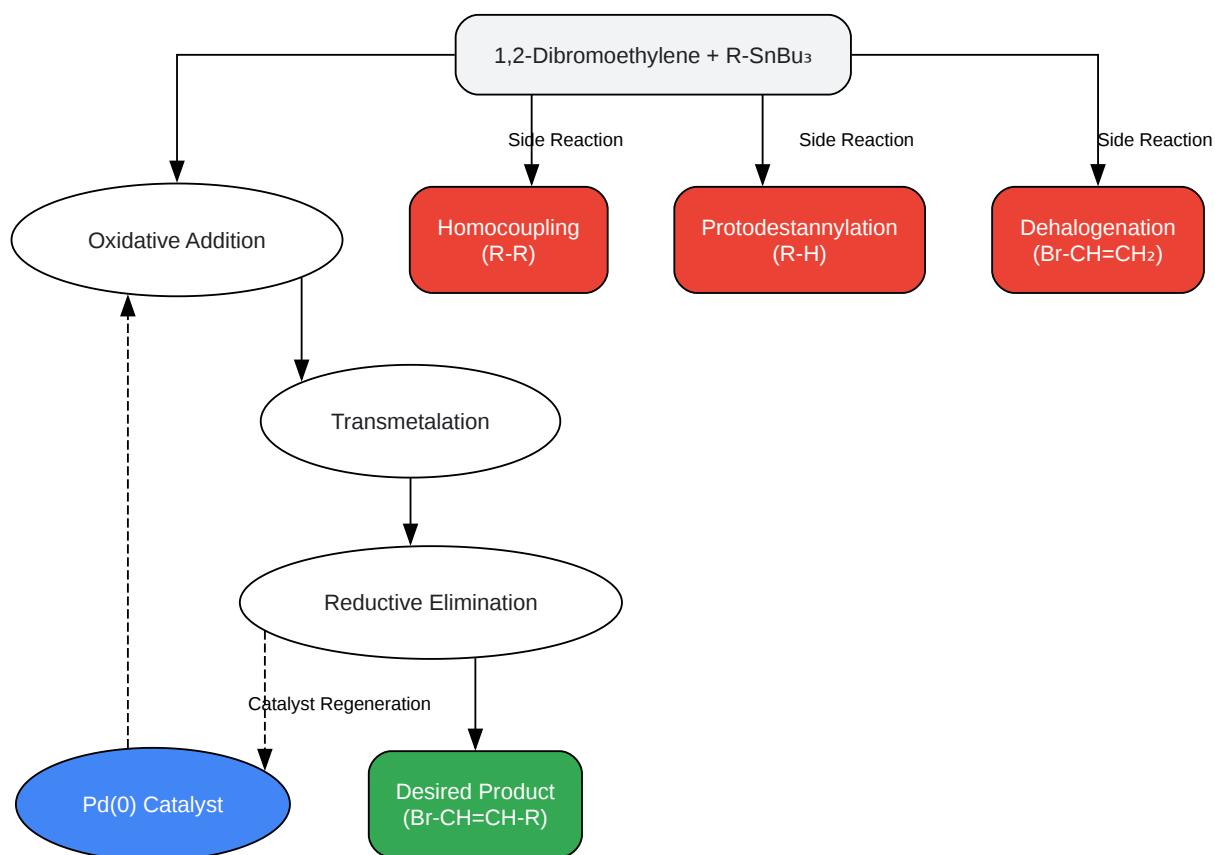 1,2-Dibromoethylene + R-SnBu₃
Side Reaction
Side Reaction
Side Reaction
Oxidative Addition
Homocoupling
(R-R)
Protodestannylation
(R-H)
Dehalogenation
(Br-CH=CH₂)
Transmetalation
Reductive Elimination
Catalyst Regeneration
Pd(0) Catalyst
Desired Product
(Br-CH=CH-R)